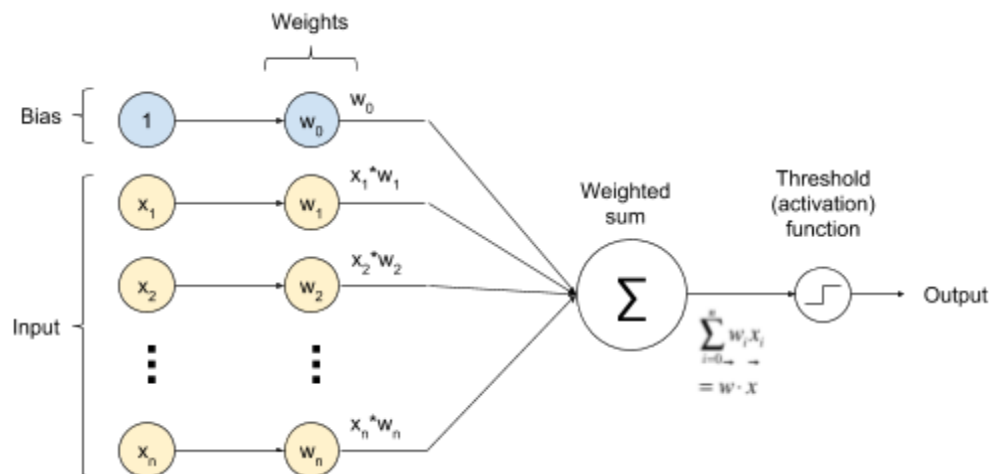 Weights
Bias
1
w₀
w₀
x₁
w₁
x₁*w₁
x₂
w₂
x₂*w₂
Input
xₙ
wₙ
xₙ*wₙ
Weighted
sum
Σ
n
∑ wᵢxᵢ
i=0
= w⃗ · x⃗
Threshold
(activation)
function
Output